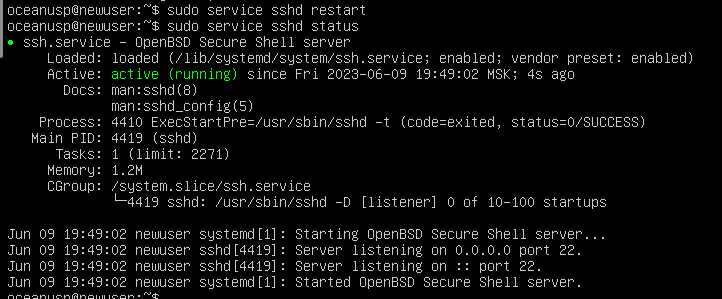 oceanusp@newuser:~$ sudo service sshd restart
oceanusp@newuser:~$ sudo service sshd status
● ssh.service – OpenBSD Secure Shell server
     Loaded: loaded (/lib/systemd/system/ssh.service; enabled; vendor preset: enabled)
     Active: active (running) since Fri 2023-06-09 19:49:02 MSK; 4s ago
       Docs: man:sshd(8)
             man:sshd_config(5)
    Process: 4410 ExecStartPre=/usr/sbin/sshd -t (code=exited, status=0/SUCCESS)
   Main PID: 4419 (sshd)
      Tasks: 1 (limit: 2271)
     Memory: 1.2M
     CGroup: /system.slice/ssh.service
             └─4419 sshd: /usr/sbin/sshd -D [listener] 0 of 10-100 startups
Jun 09 19:49:02 newuser systemd[1]: Starting OpenBSD Secure Shell server...
Jun 09 19:49:02 newuser sshd[4419]: Server listening on 0.0.0.0 port 22.
Jun 09 19:49:02 newuser sshd[4419]: Server listening on :: port 22.
Jun 09 19:49:02 newuser systemd[1]: Started OpenBSD Secure Shell server.
oceanusp@newuser:~$